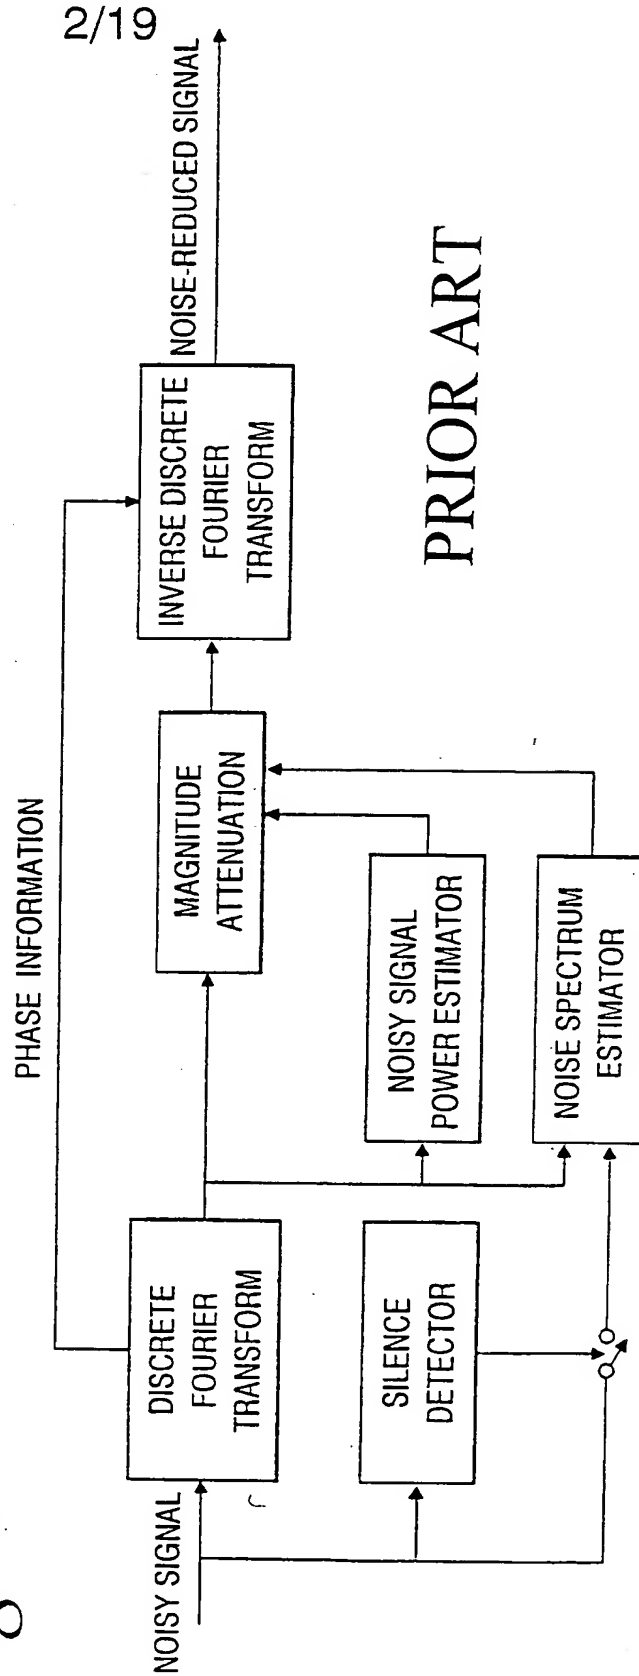 2/19
PHASE INFORMATION
NOISY SIGNAL
DISCRETE
FOURIER
TRANSFORM
MAGNITUDE
ATTENUATION
INVERSE DISCRETE
FOURIER
TRANSFORM
NOISE-REDUCED SIGNAL
SILENCE
DETECTOR
NOISY SIGNAL
POWER ESTIMATOR
NOISE SPECTRUM
ESTIMATOR
PRIOR ART